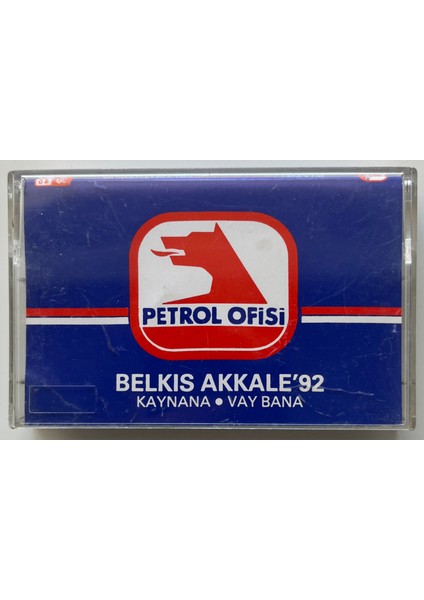 PETROL OFiSi
BELKIS AKKALE'92
KAYNANA • VAY BANA